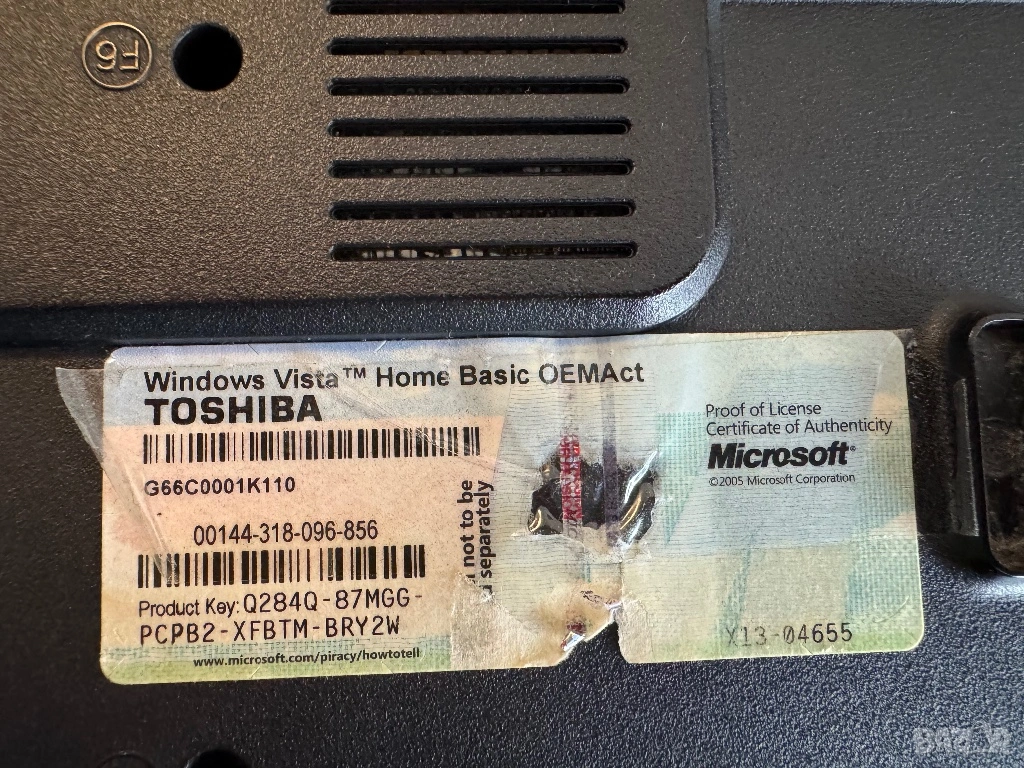 F6
Windows Vista™ Home Basic OEMAct
TOSHIBA
G66C0001K110
00144-318-096-856
Product Key: Q284Q-87MGG-
PCPB2-XFBTM-BRY2W
www.microsoft.com/piracy/howtotell
not to be
separately
Proof of License
Certificate of Authenticity
Microsoft®
©2005 Microsoft Corporation
X13-04655